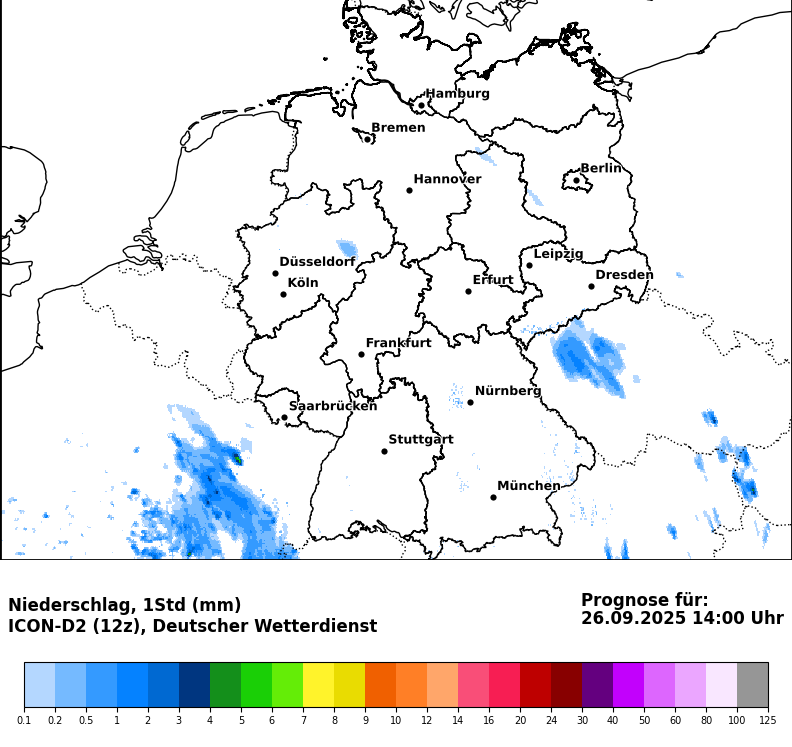 Hamburg
Bremen
Hannover
Berlin
Düsseldorf
Köln
Leipzig
Erfurt
Dresden
Frankfurt
Nürnberg
Saarbrücken
Stuttgart
München
Niederschlag, 1Std (mm)
ICON-D2 (12z), Deutscher Wetterdienst
Prognose für:
26.09.2025 14:00 Uhr
0.1 0.2 0.5 1 2 3 4 5 6 7 8 9 10 12 14 16 20 24 30 40 50 60 80 100 125